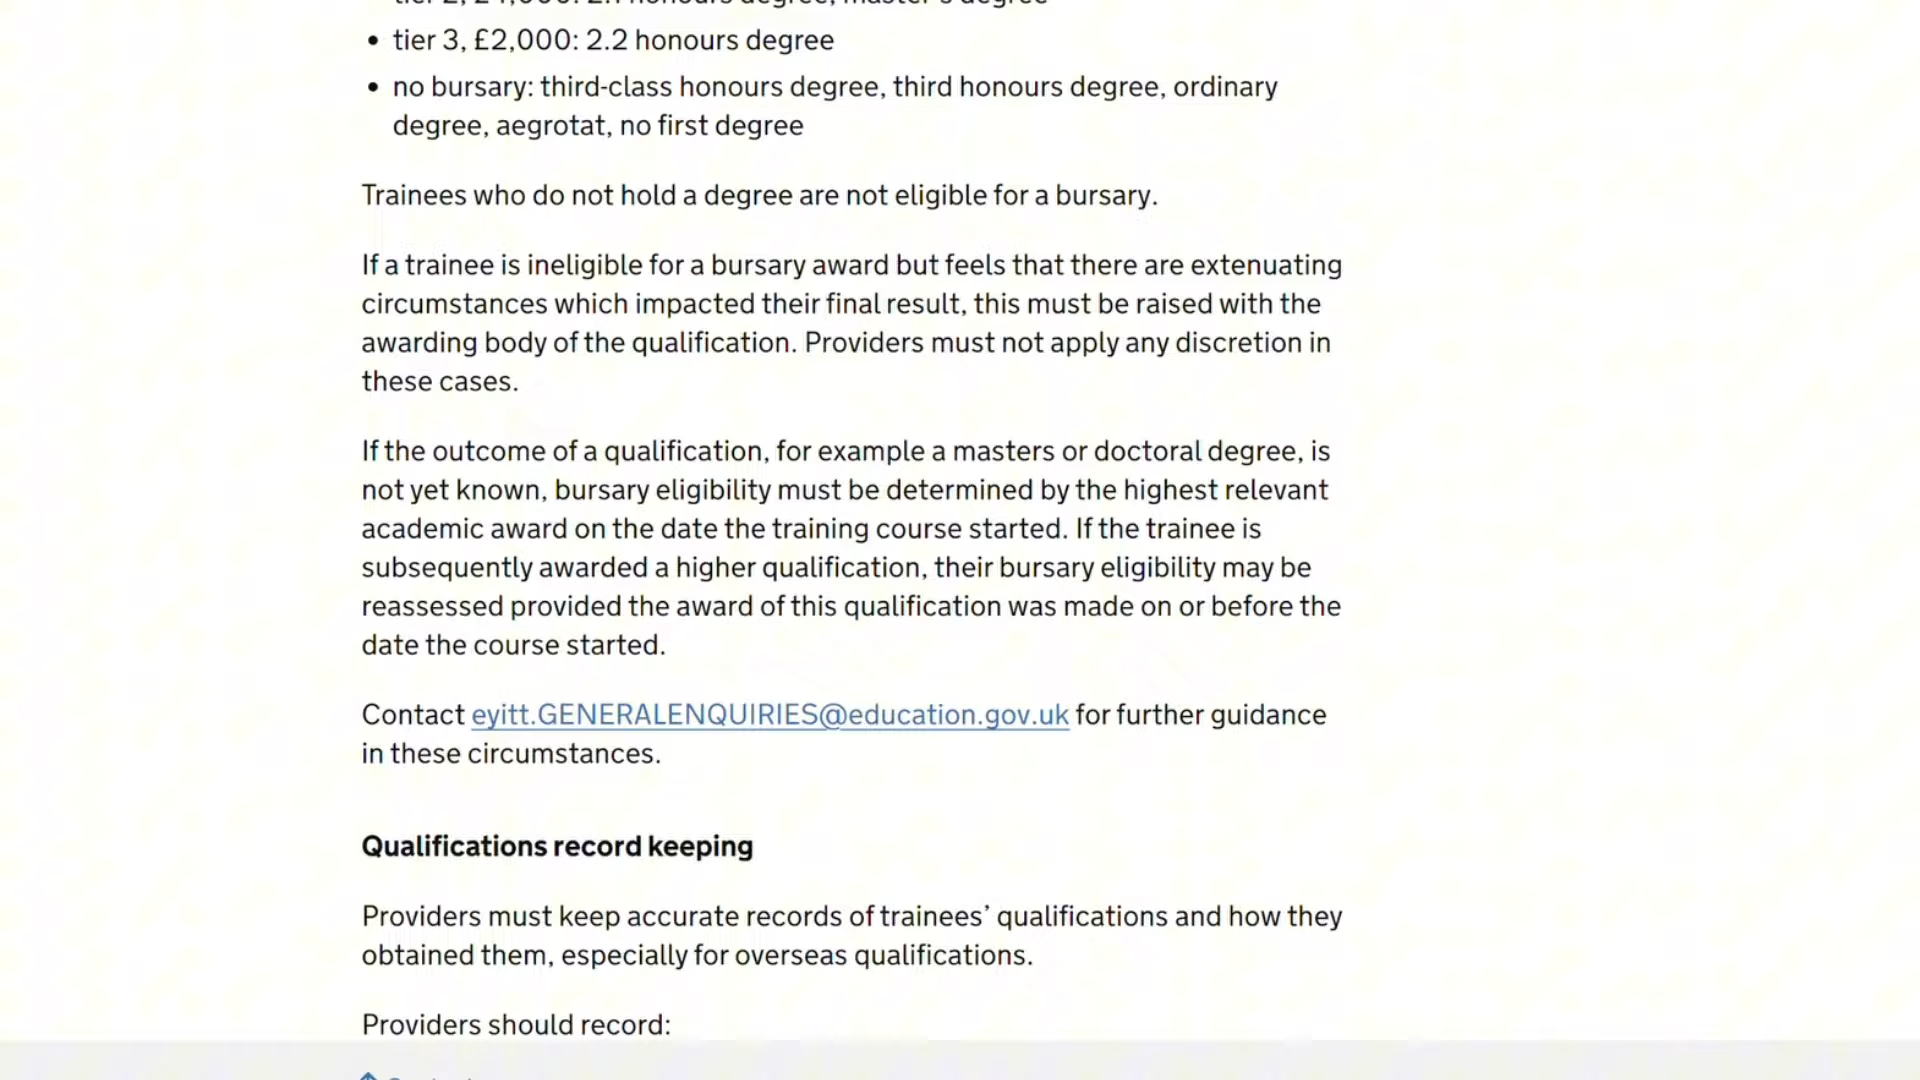 tier 3, £2,000: 2.2 honours degree
no bursary: third-class honours degree, third honours degree, ordinary
degree, aegrotat, no first degree
Trainees who do not hold a degree are not eligible for a bursary.
If a trainee is ineligible for a bursary award but feels that there are extenuating
circumstances which impacted their final result, this must be raised with the
awarding body of the qualification. Providers must not apply any discretion in
these cases.
If the outcome of a qualification, for example a masters or doctoral degree, is
not yet known, bursary eligibility must be determined by the highest relevant
academic award on the date the training course started. If the trainee is
subsequently awarded a higher qualification, their bursary eligibility may be
reassessed provided the award of this qualification was made on or before the
date the course started.
Contact eyitt.GENERALENQUIRIES@education.gov.uk for further guidance
in these circumstances.
Qualifications record keeping
Providers must keep accurate records of trainees’ qualifications and how they
obtained them, especially for overseas qualifications.
Providers should record: